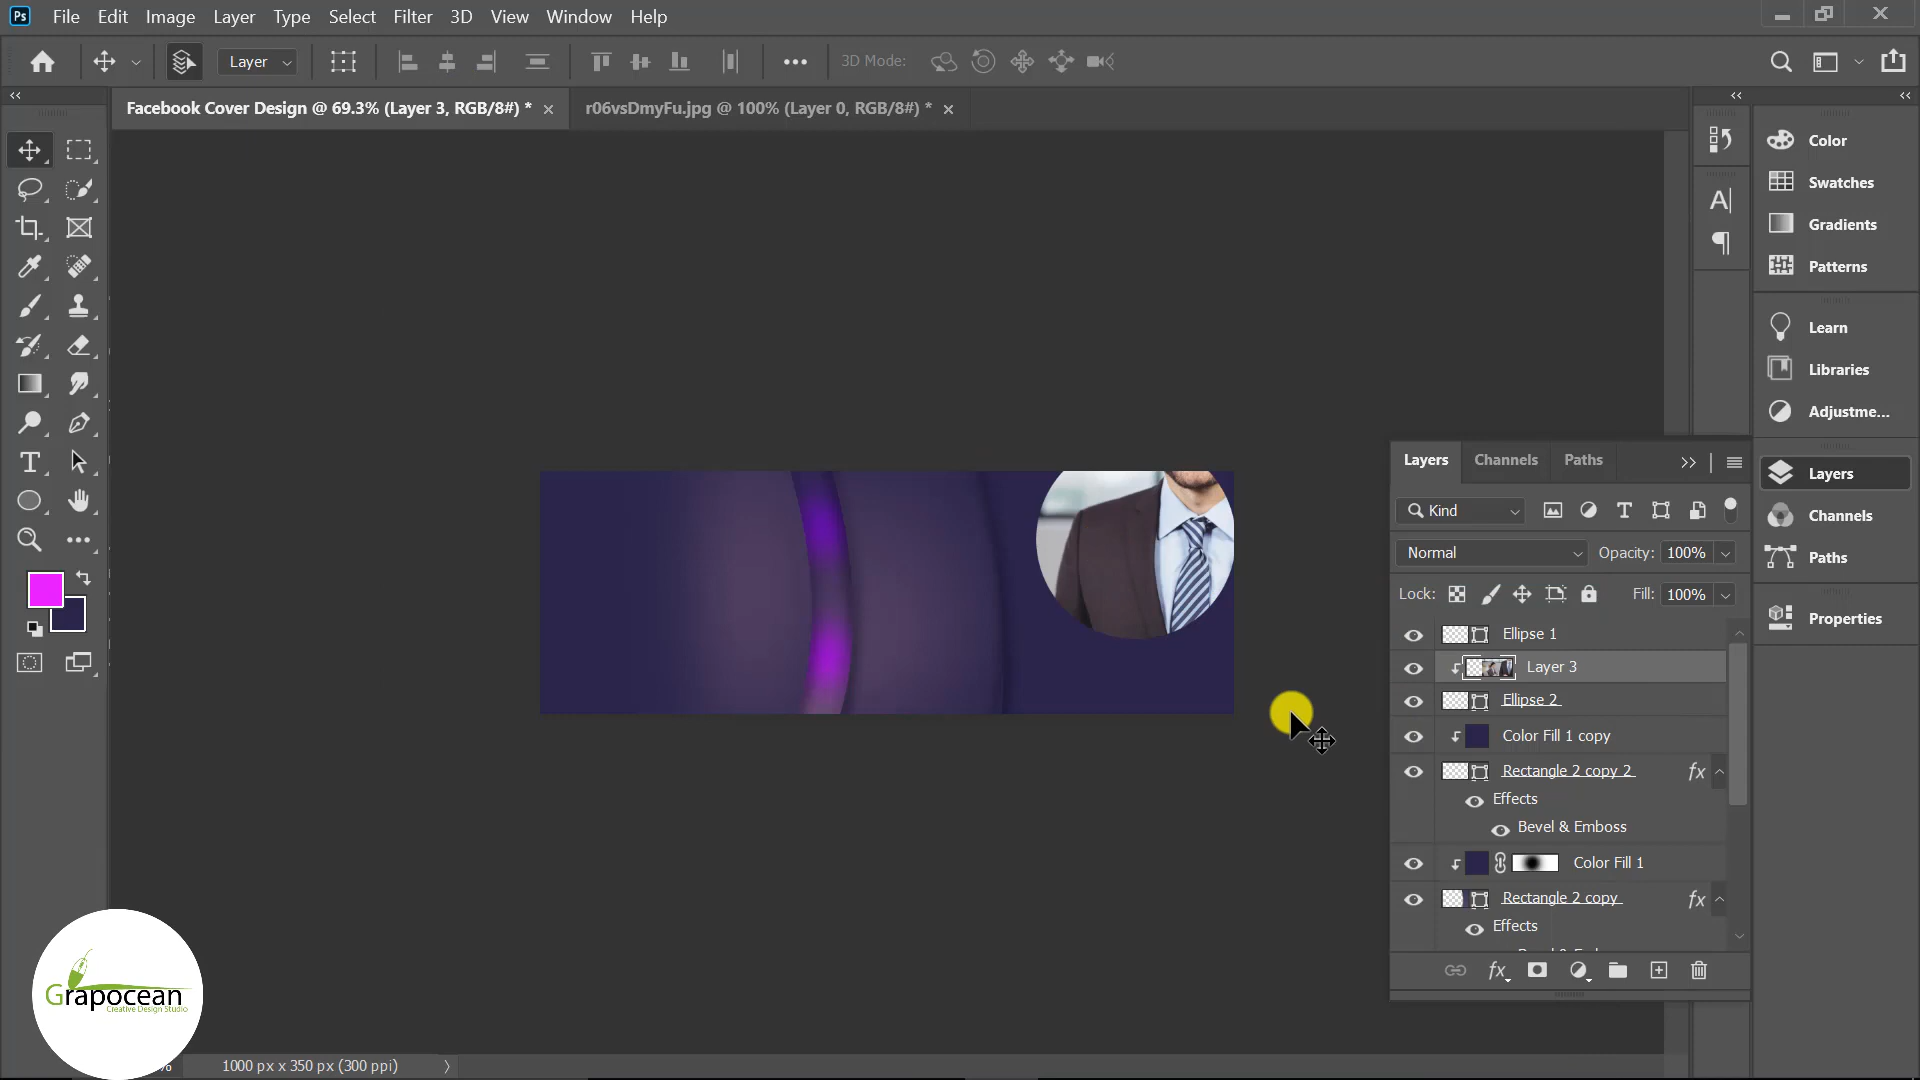 Ps File Edit Image Layer Type Select Filter 3D View Window Help
Layer 3D Mode:
Facebook Cover Design @ 69.3% (Layer 3, RGB/8#) * r06vsDmyFu.jpg @ 100% (Layer 0, RGB/8#) *
Color
Swatches
Gradients
Patterns
Learn
Libraries
Adjustme...
Layers
Channels
Paths
Properties
Layers Channels Paths
Kind
Normal Opacity: 100%
Lock: Fill: 100%
Ellipse 1
Layer 3
Ellipse 2
Color Fill 1 copy
Rectangle 2 copy 2 fx
Effects
Bevel & Emboss
Color Fill 1
Rectangle 2 copy fx
Effects
fx
Grapocean
Creative Design Studio
% 1000 px x 350 px (300 ppi)